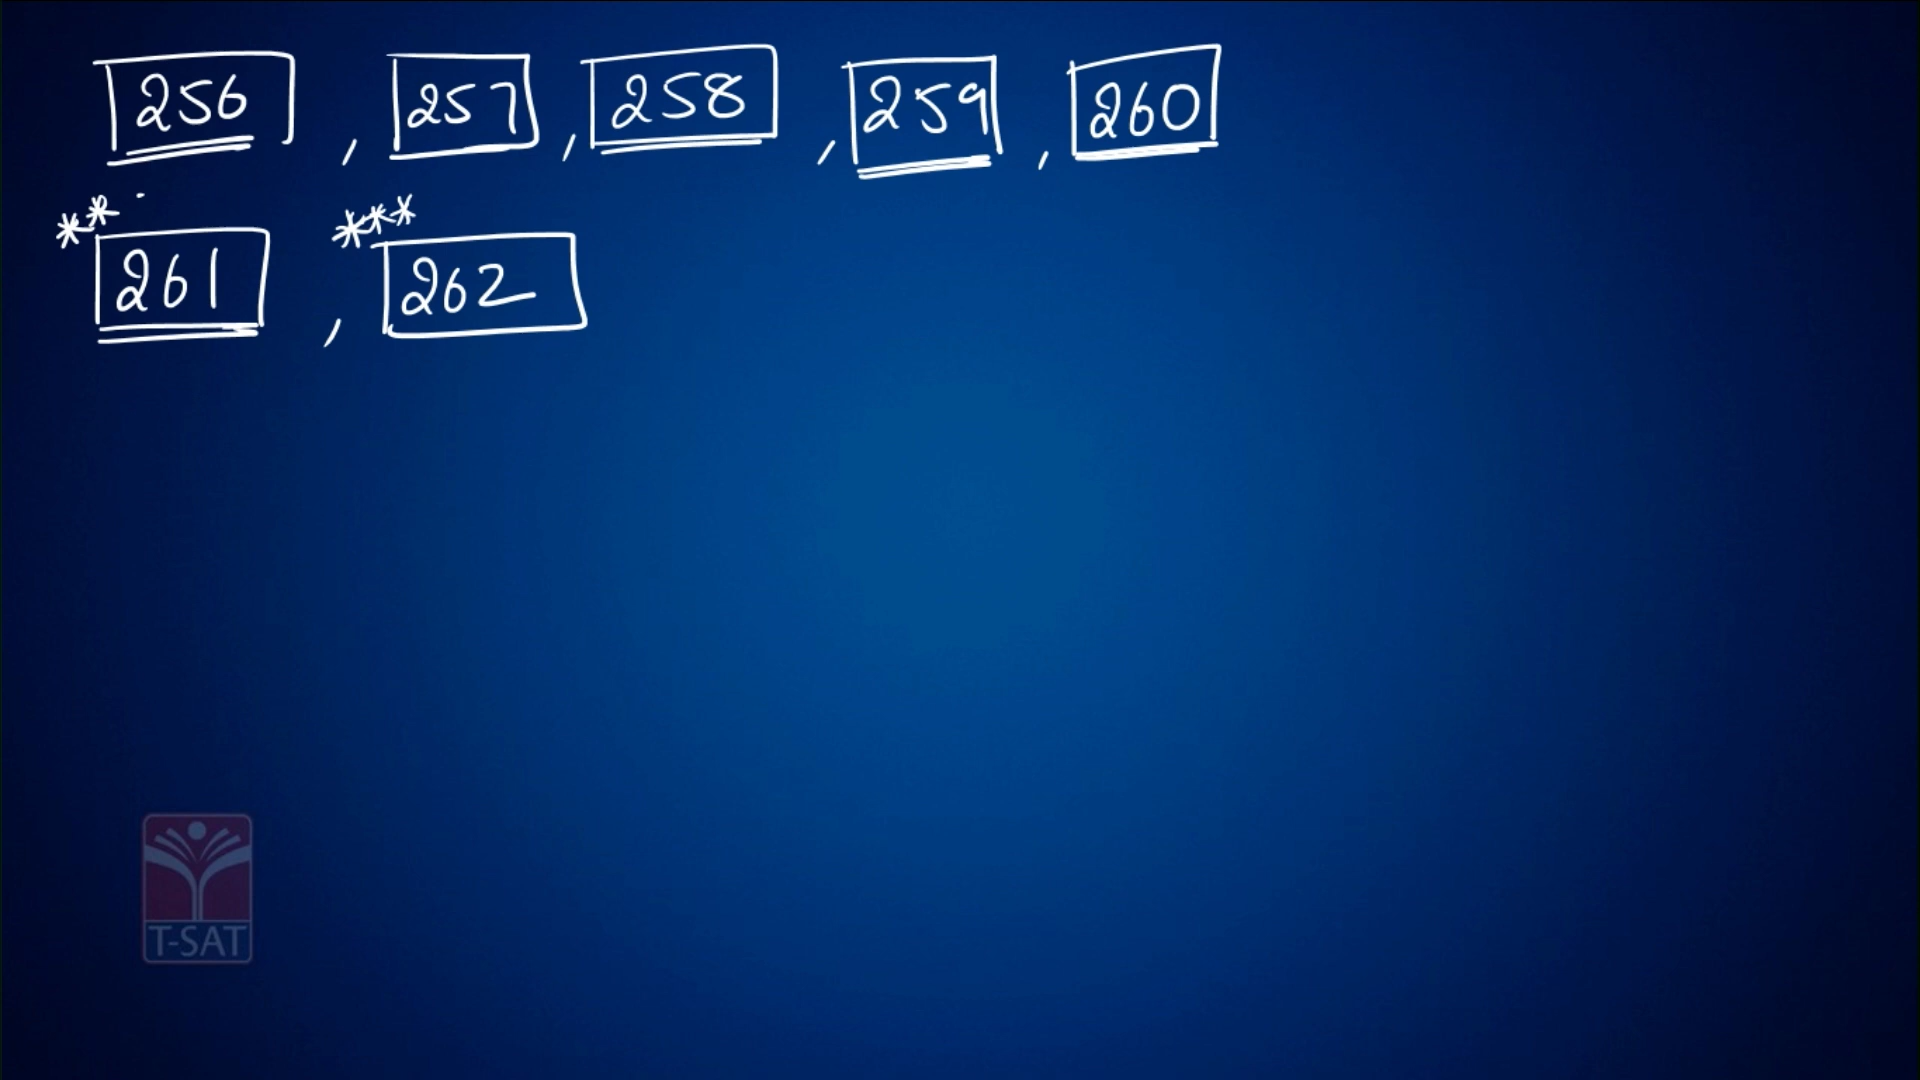 256 , 257 , 258 , 259 , 260
** *** 
261 , 262
T-SAT